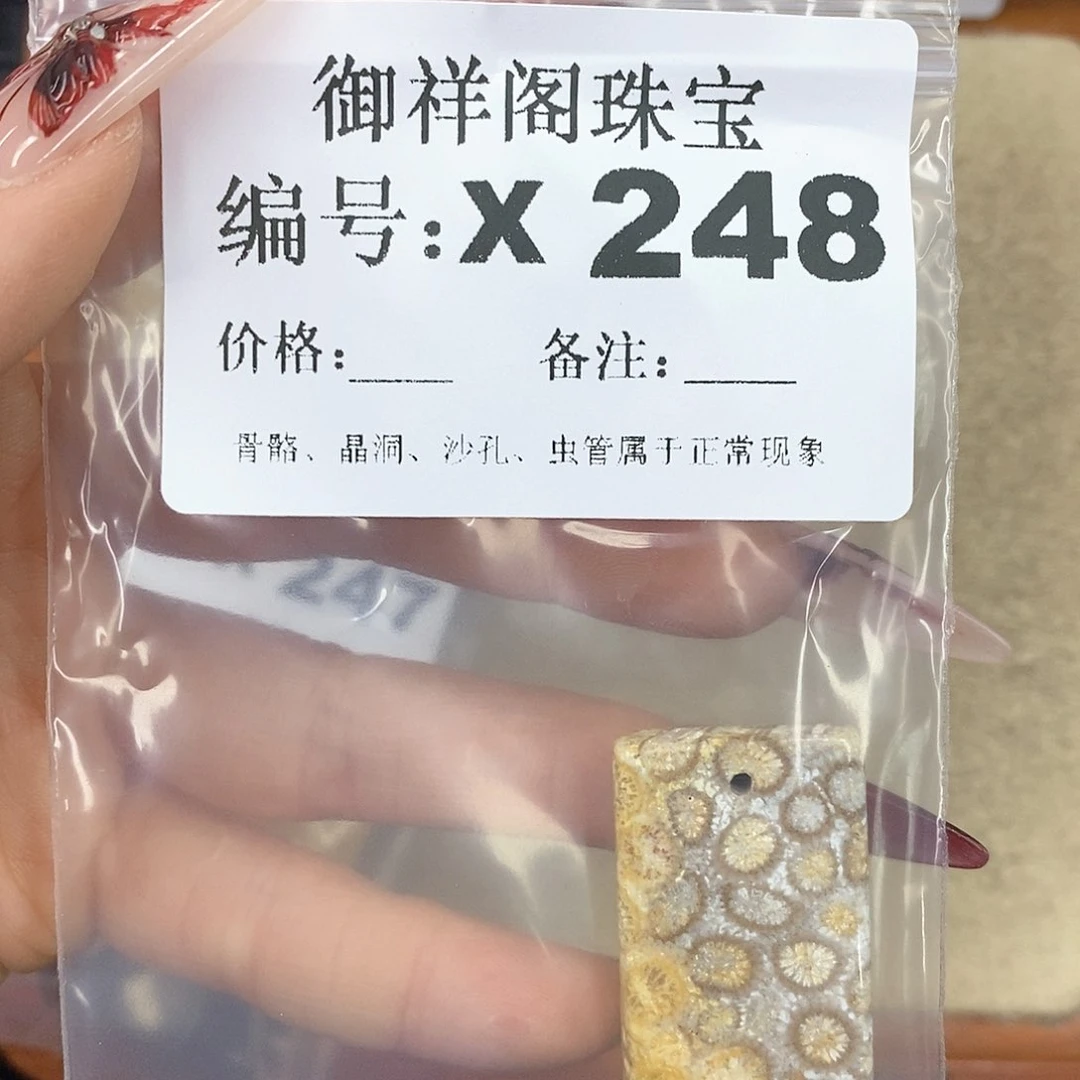 御祥阁珠宝
编号:X 248
价格:____ 备注:____
骨骼、晶洞、沙孔、虫管属于正常现象
247